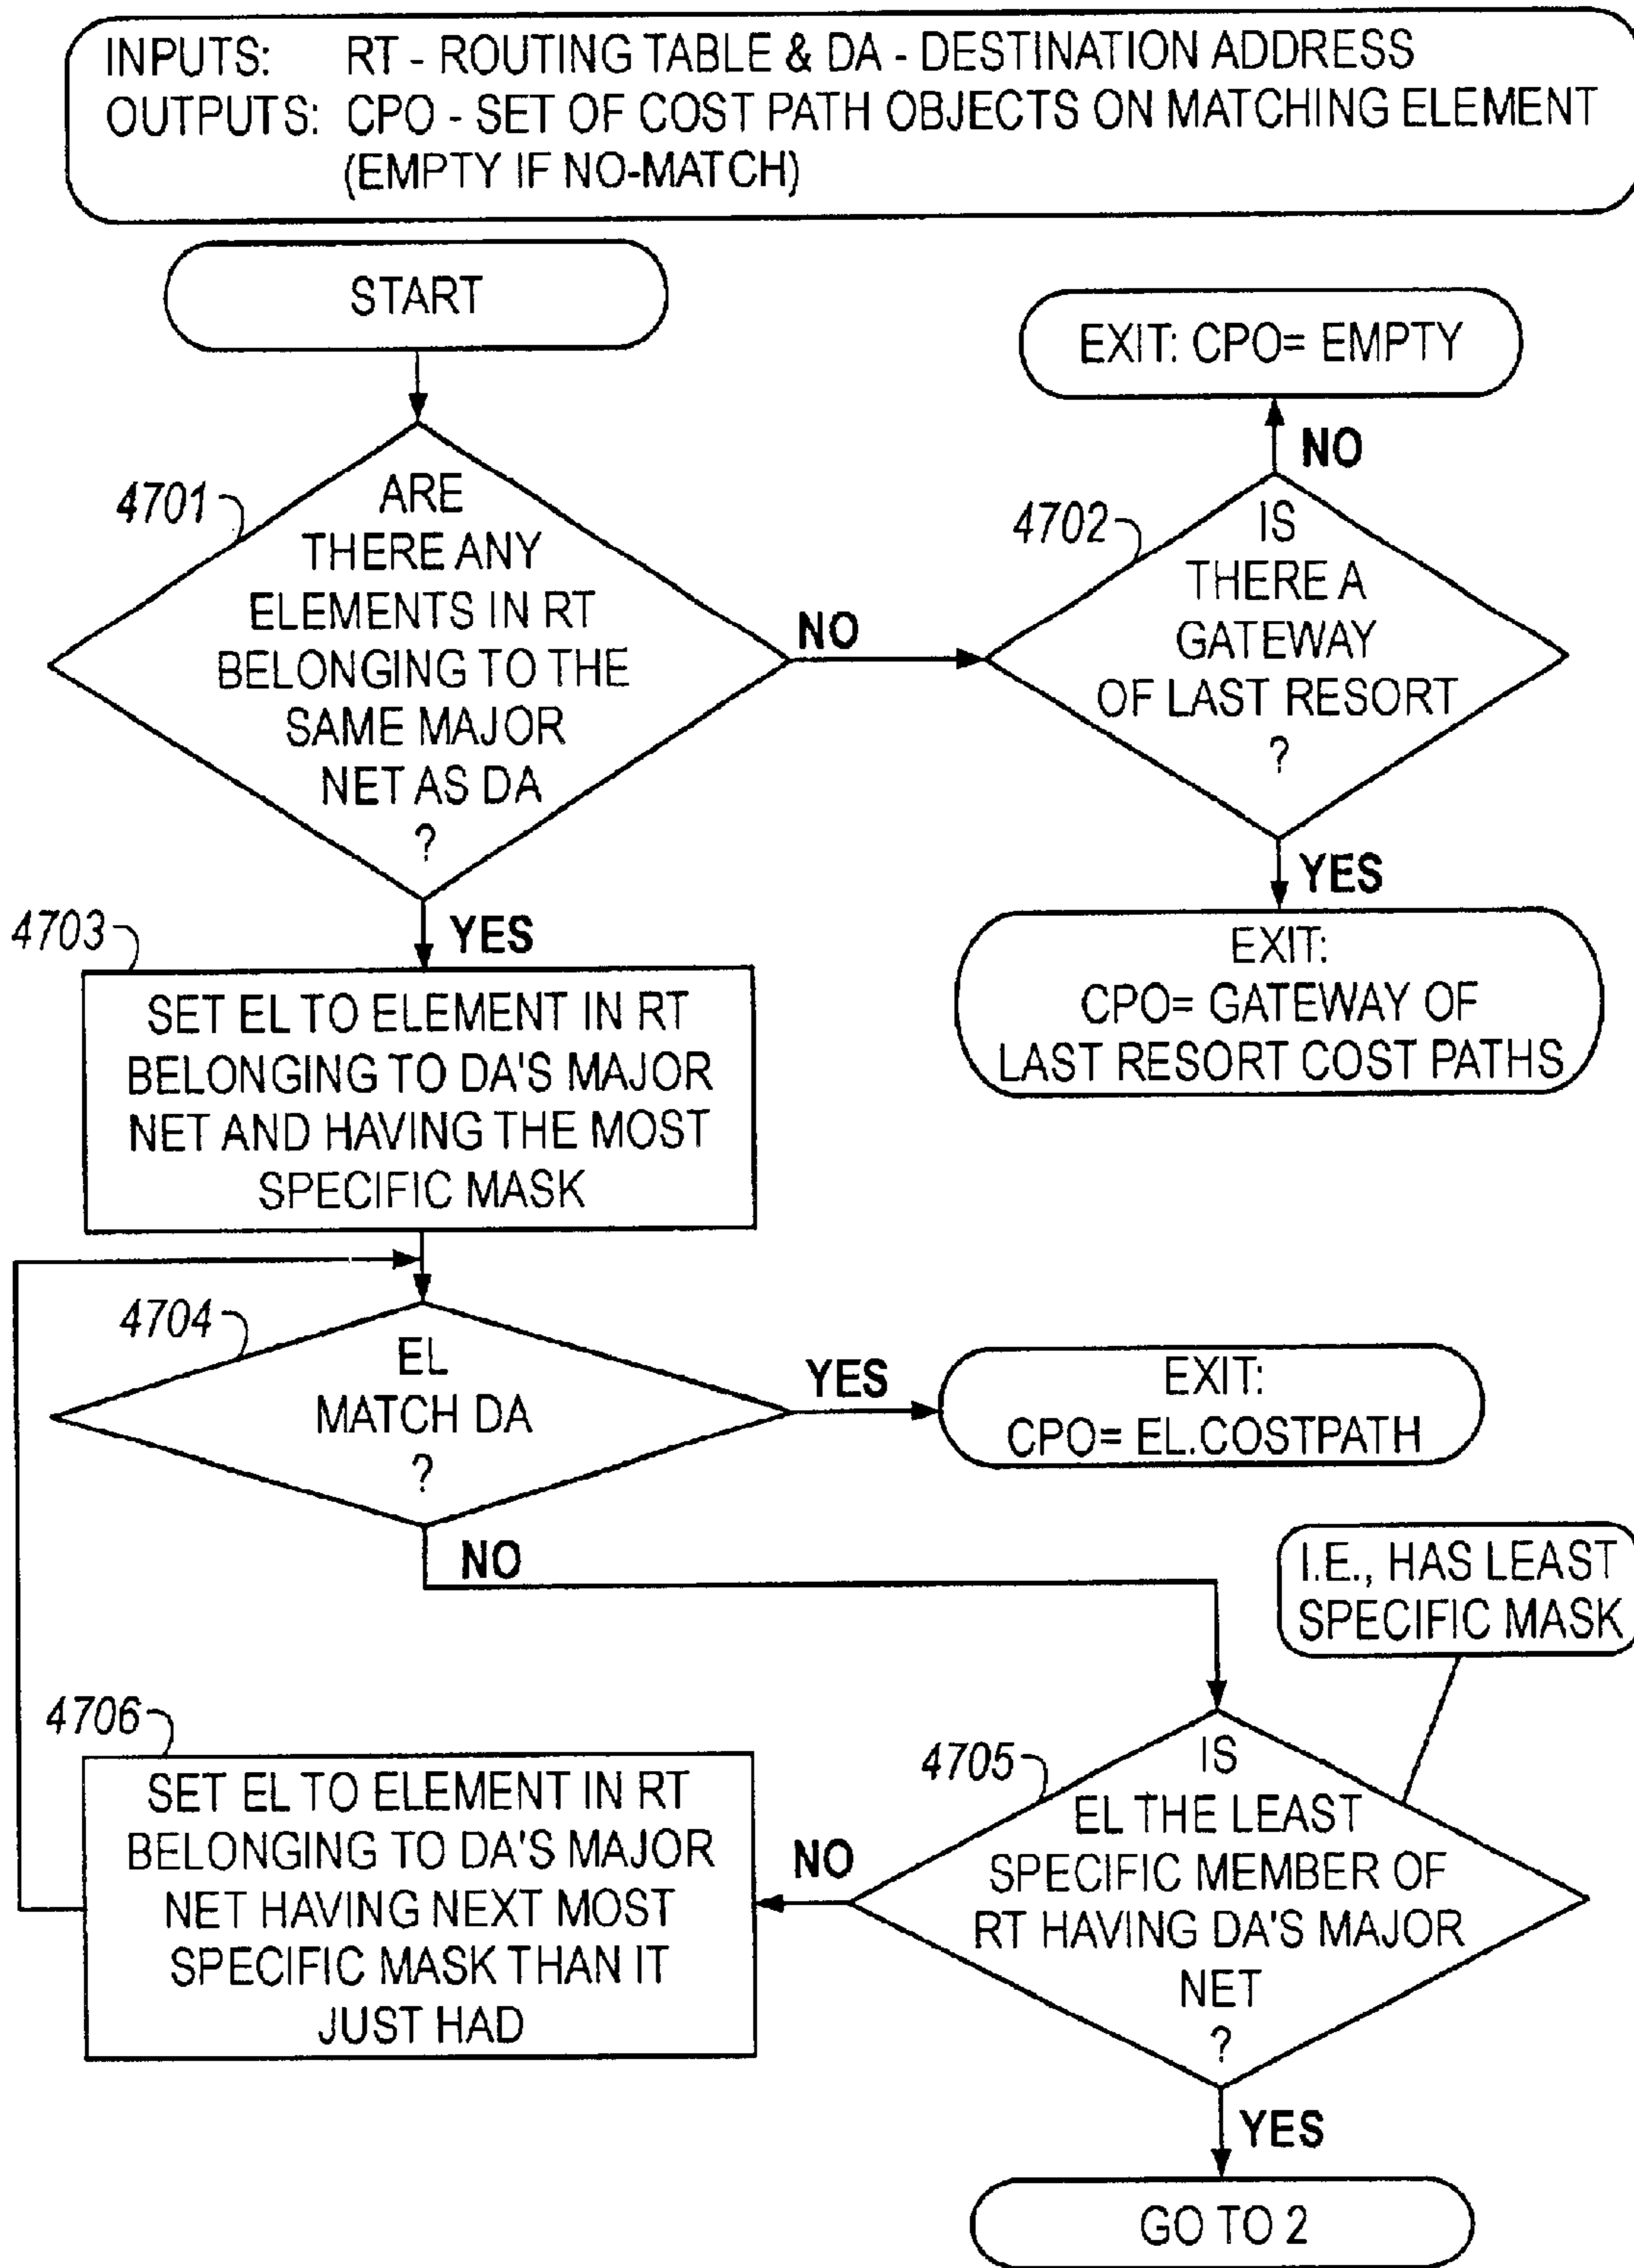 INPUTS: RT - ROUTING TABLE & DA - DESTINATION ADDRESS
OUTPUTS: CPO - SET OF COST PATH OBJECTS ON MATCHING ELEMENT
(EMPTY IF NO-MATCH)
START
EXIT: CPO= EMPTY
NO
4701
ARE
THERE ANY
ELEMENTS IN RT
BELONGING TO THE
SAME MAJOR
NET AS DA
?
NO
4702
IS
THERE A
GATEWAY
OF LAST RESORT
?
YES
EXIT:
CPO= GATEWAY OF
LAST RESORT COST PATHS
YES
4703
SET EL TO ELEMENT IN RT
BELONGING TO DA'S MAJOR
NET AND HAVING THE MOST
SPECIFIC MASK
4704
EL
MATCH DA
?
YES
EXIT:
CPO= EL.COSTPATH
NO
I.E., HAS LEAST
SPECIFIC MASK
4705
IS
EL THE LEAST
SPECIFIC MEMBER OF
RT HAVING DA'S MAJOR
NET
?
NO
4706
SET EL TO ELEMENT IN RT
BELONGING TO DA'S MAJOR
NET HAVING NEXT MOST
SPECIFIC MASK THAN IT
JUST HAD
YES
GO TO 2